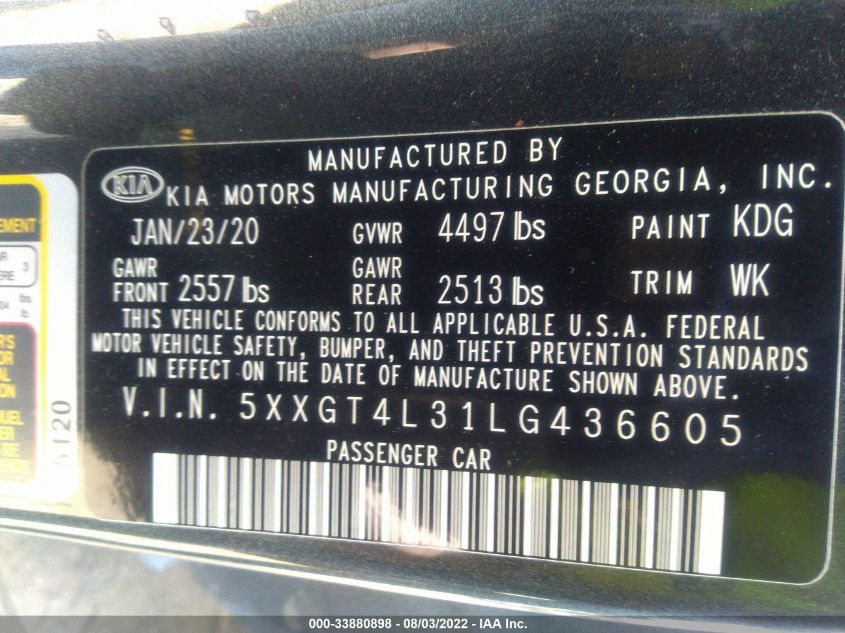 MANUFACTURED BY
KIA KIA MOTORS MANUFACTURING GEORGIA, INC.
JAN/23/20 GVWR 4497 lbs PAINT KDG
GAWR FRONT 2557 lbs GAWR REAR 2513 lbs TRIM WK
THIS VEHICLE CONFORMS TO ALL APPLICABLE U.S.A. FEDERAL
MOTOR VEHICLE SAFETY, BUMPER, AND THEFT PREVENTION STANDARDS
IN EFFECT ON THE DATE OF MANUFACTURE SHOWN ABOVE.
V.I.N. 5XXGT4L31LG436605
PASSENGER CAR
000-33880898 - 08/03/2022 - IAA Inc.